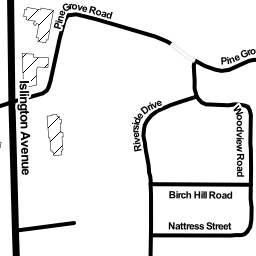 Pine Grove Road
Pine Gro
Islington Avenue
Riverside Drive
Woodview Road
Birch Hill Road
Nattress Street